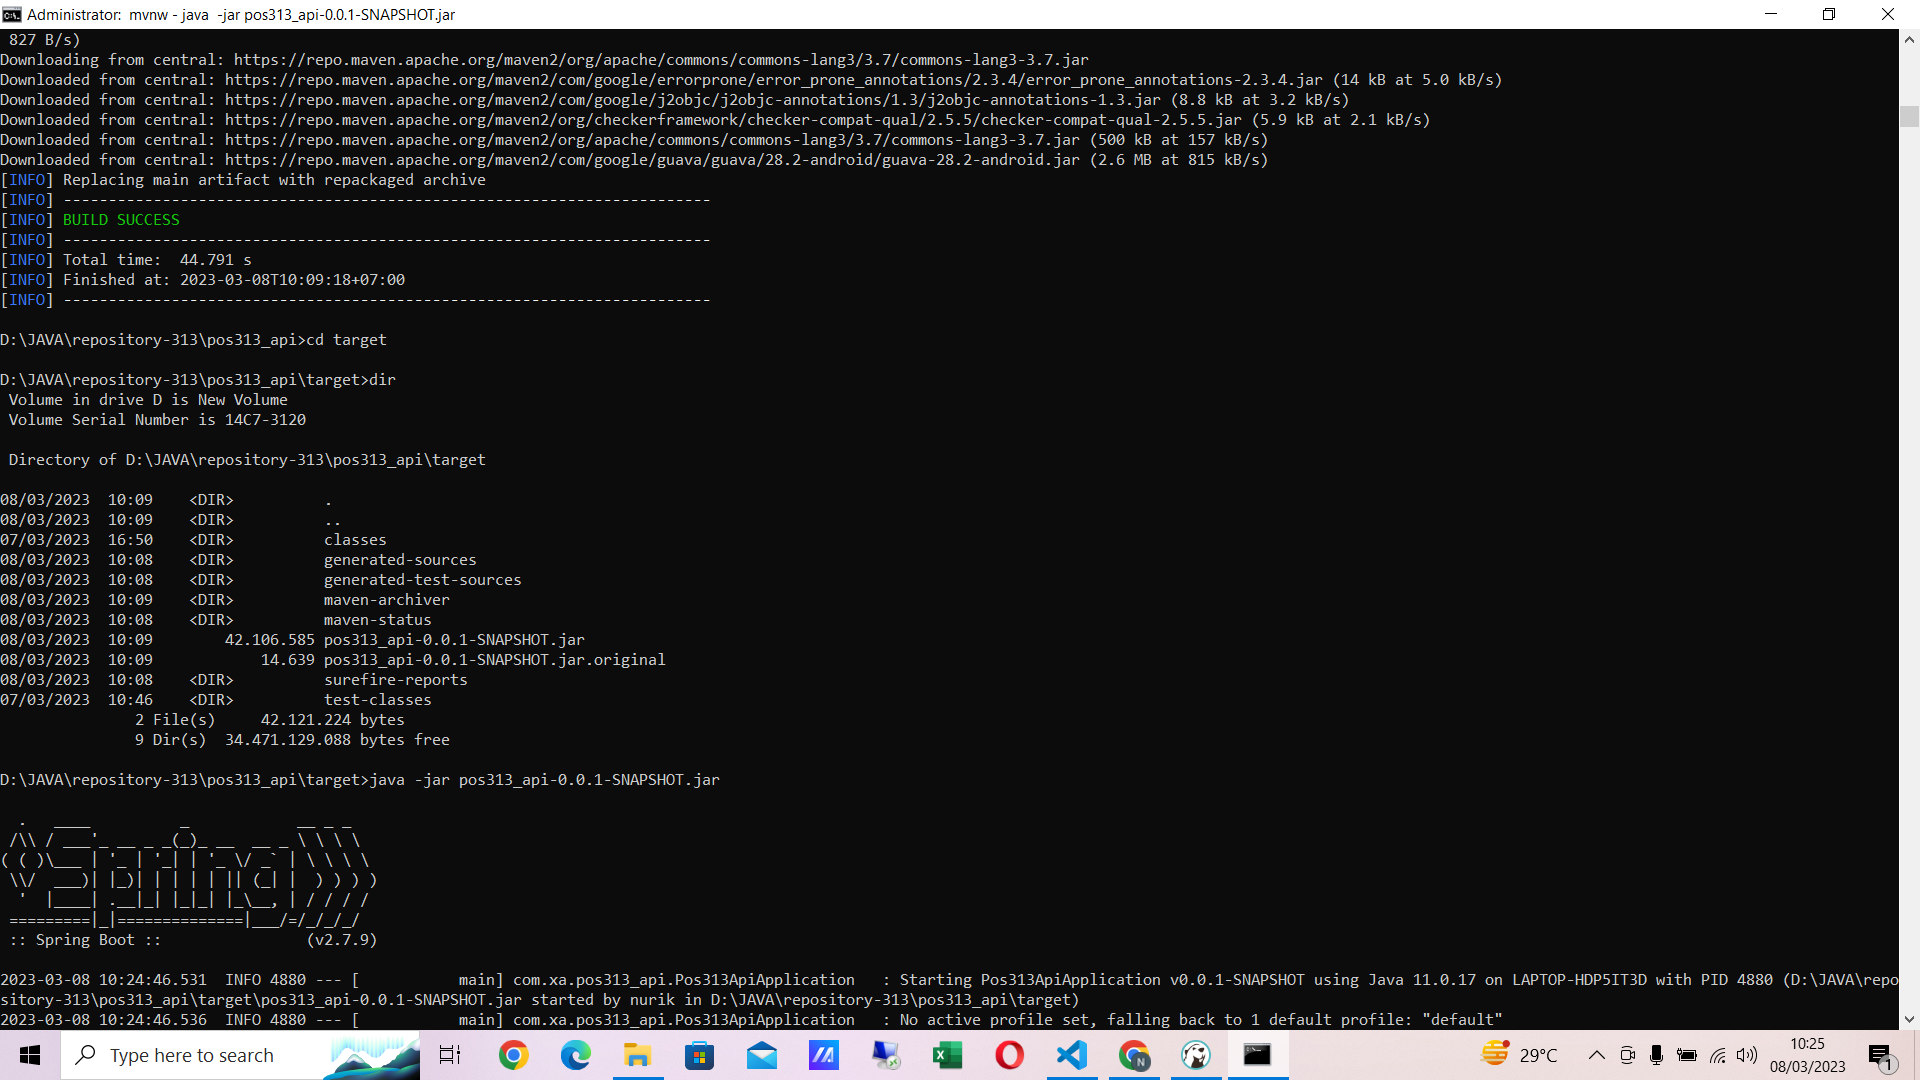 Administrator:  mvnw - java  -jar pos313_api-0.0.1-SNAPSHOT.jar
 827 B/s)
Downloading from central: https://repo.maven.apache.org/maven2/org/apache/commons/commons-lang3/3.7/commons-lang3-3.7.jar
Downloaded from central: https://repo.maven.apache.org/maven2/com/google/errorprone/error_prone_annotations/2.3.4/error_prone_annotations-2.3.4.jar (14 kB at 5.0 kB/s)
Downloaded from central: https://repo.maven.apache.org/maven2/com/google/j2objc/j2objc-annotations/1.3/j2objc-annotations-1.3.jar (8.8 kB at 3.2 kB/s)
Downloaded from central: https://repo.maven.apache.org/maven2/org/checkerframework/checker-compat-qual/2.5.5/checker-compat-qual-2.5.5.jar (5.9 kB at 2.1 kB/s)
Downloaded from central: https://repo.maven.apache.org/maven2/org/apache/commons/commons-lang3/3.7/commons-lang3-3.7.jar (500 kB at 157 kB/s)
Downloaded from central: https://repo.maven.apache.org/maven2/com/google/guava/guava/28.2-android/guava-28.2-android.jar (2.6 MB at 815 kB/s)
[INFO] Replacing main artifact with repackaged archive
[INFO] ------------------------------------------------------------------------
[INFO] BUILD SUCCESS
[INFO] ------------------------------------------------------------------------
[INFO] Total time:  44.791 s
[INFO] Finished at: 2023-03-08T10:09:18+07:00
[INFO] ------------------------------------------------------------------------
D:\JAVA\repository-313\pos313_api>cd target
D:\JAVA\repository-313\pos313_api\target>dir
 Volume in drive D is New Volume
 Volume Serial Number is 14C7-3120
 Directory of D:\JAVA\repository-313\pos313_api\target
08/03/2023  10:09    <DIR>          .
08/03/2023  10:09    <DIR>          ..
07/03/2023  16:50    <DIR>          classes
08/03/2023  10:08    <DIR>          generated-sources
08/03/2023  10:08    <DIR>          generated-test-sources
08/03/2023  10:09    <DIR>          maven-archiver
08/03/2023  10:08    <DIR>          maven-status
08/03/2023  10:09        42.106.585 pos313_api-0.0.1-SNAPSHOT.jar
08/03/2023  10:09            14.639 pos313_api-0.0.1-SNAPSHOT.jar.original
08/03/2023  10:08    <DIR>          surefire-reports
07/03/2023  10:46    <DIR>          test-classes
               2 File(s)     42.121.224 bytes
               9 Dir(s)  34.471.129.088 bytes free
D:\JAVA\repository-313\pos313_api\target>java -jar pos313_api-0.0.1-SNAPSHOT.jar
  .   ____          _            __ _ _
 /\\ / ___'_ __ _ _(_)_ __  __ _ \ \ \ \
( ( )\___ | '_ | '_| | '_ \/ _` | \ \ \ \
 \\/  ___)| |_)| | | | | || (_| |  ) ) ) )
  '  |____| .__|_| |_|_| |_\__, | / / / /
 =========|_|==============|___/=/_/_/_/
 :: Spring Boot ::                (v2.7.9)
2023-03-08 10:24:46.531  INFO 4880 --- [           main] com.xa.pos313_api.Pos313ApiApplication   : Starting Pos313ApiApplication v0.0.1-SNAPSHOT using Java 11.0.17 on LAPTOP-HDP5IT3D with PID 4880 (D:\JAVA\repo
sitory-313\pos313_api\target\pos313_api-0.0.1-SNAPSHOT.jar started by nurik in D:\JAVA\repository-313\pos313_api\target)
2023-03-08 10:24:46.536  INFO 4880 --- [           main] com.xa.pos313_api.Pos313ApiApplication   : No active profile set, falling back to 1 default profile: "default"
Type here to search
29°C
10:25
08/03/2023
1